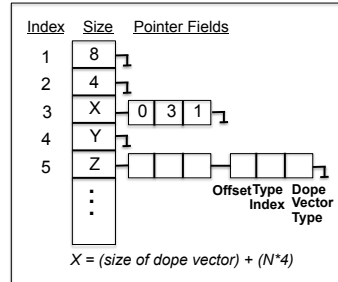 Index Size Pointer Fields
1 8
2 4
3 X 0 3 1
4 Y
5 Z
Offset Type Dope
Index Vector
Type
X = (size of dope vector) + (N*4)